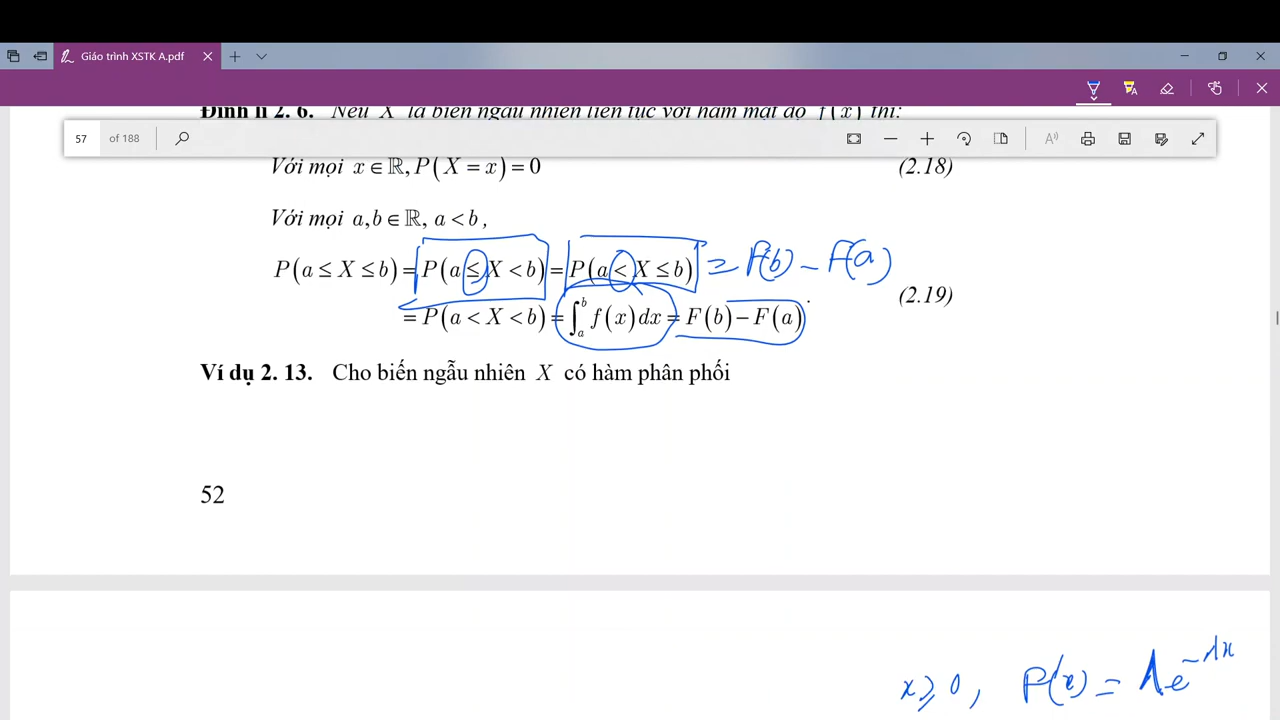 Giáo trình XSTK A.pdf
Định lí 2. 6. Nếu X là biến ngẫu nhiên liên tục với hàm mật độ f(x) thì:
57 of 188
Với mọi x ∈ ℝ, P(X = x) = 0 (2.18)
Với mọi a,b ∈ ℝ, a < b,
P(a ≤ X ≤ b) = P(a ≤ X < b) = P(a < X ≤ b) = F(b) - F(a)
= P(a < X < b) = ∫_a^b f(x)dx = F(b) − F(a). (2.19)
Ví dụ 2. 13. Cho biến ngẫu nhiên X có hàm phân phối
52
x ≥ 0, P(x) = λe^{-λx}